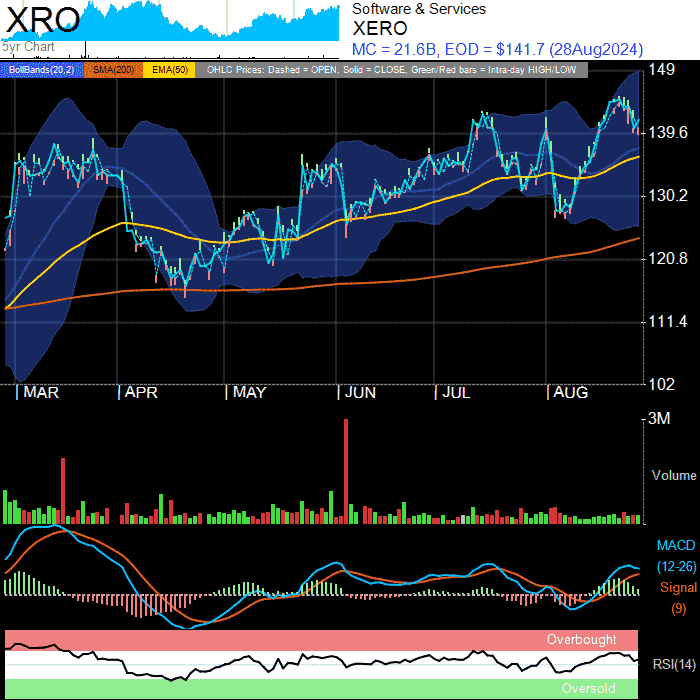 XRO
5yr Chart
Software & Services
XERO
MC = 21.6B, EOD = $141.7 (28Aug2024)
BollBands(20,2) SMA(200) EMA(50) OHLC Prices: Dashed = OPEN, Solid = CLOSE, Green/Red bars = Intra-day HIGH/LOW
149
139.6
130.2
120.8
111.4
102
MAR APR MAY JUN JUL AUG
3M
Volume
MACD
(12-26)
Signal
(9)
Overbought
RSI(14)
Oversold